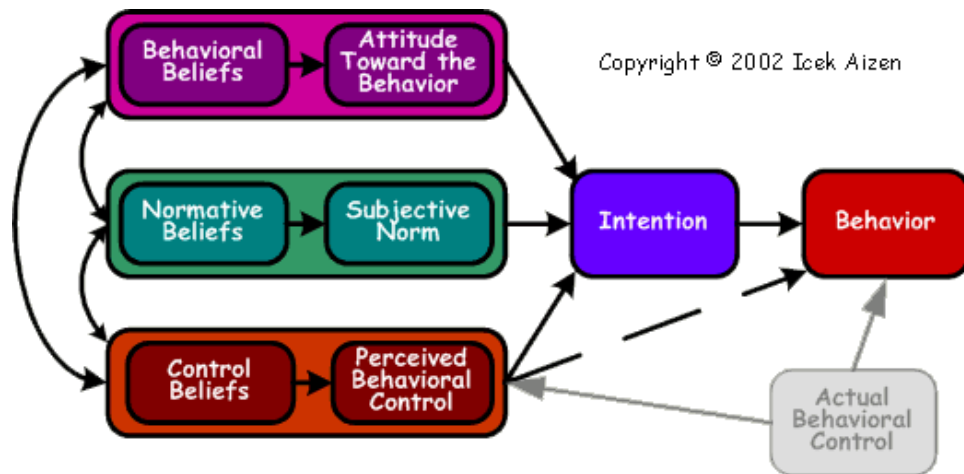 Behavioral
Beliefs
Attitude
Toward the
Behavior
Copyright © 2002 Icek Aizen
Normative
Beliefs
Subjective
Norm
Intention
Behavior
Control
Beliefs
Perceived
Behavioral
Control
Actual
Behavioral
Control